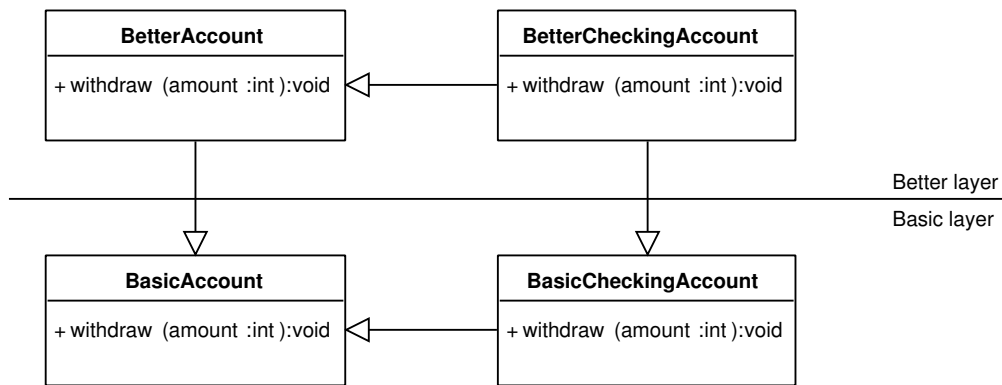 BetterAccount
+ withdraw (amount :int ):void
BetterCheckingAccount
+ withdraw (amount :int ):void
Better layer
Basic layer
BasicAccount
+ withdraw (amount :int ):void
BasicCheckingAccount
+ withdraw (amount :int ):void